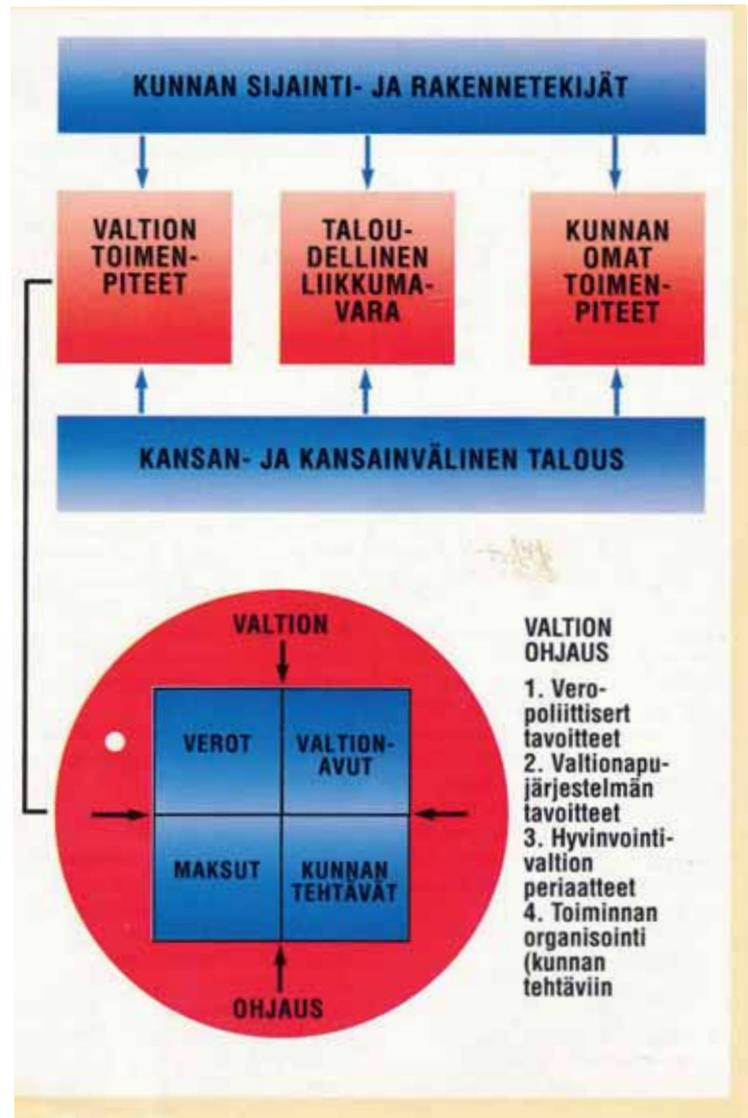 KUNNAN SIJAINTI- JA RAKENNETEKIJÄT
VALTION
TOIMEN-
PITEET
TALOU-
DELLINEN
LIIKKUMA-
VARA
KUNNAN
OMAT
TOIMEN-
PITEET
KANSAN- JA KANSAINVÄLINEN TALOUS
VALTION
VEROT
VALTION-
AVUT
MAKSUT
KUNNAN
TEHTÄVÄT
OHJAUS
VALTION
OHJAUS
1. Vero-
poliittisert
tavoitteet
2. Valtionapu-
järjestelmän
tavoitteet
3. Hyvinvointi-
valtion
periaatteet
4. Toiminnan
organisointi
(kunnan
tehtäviin